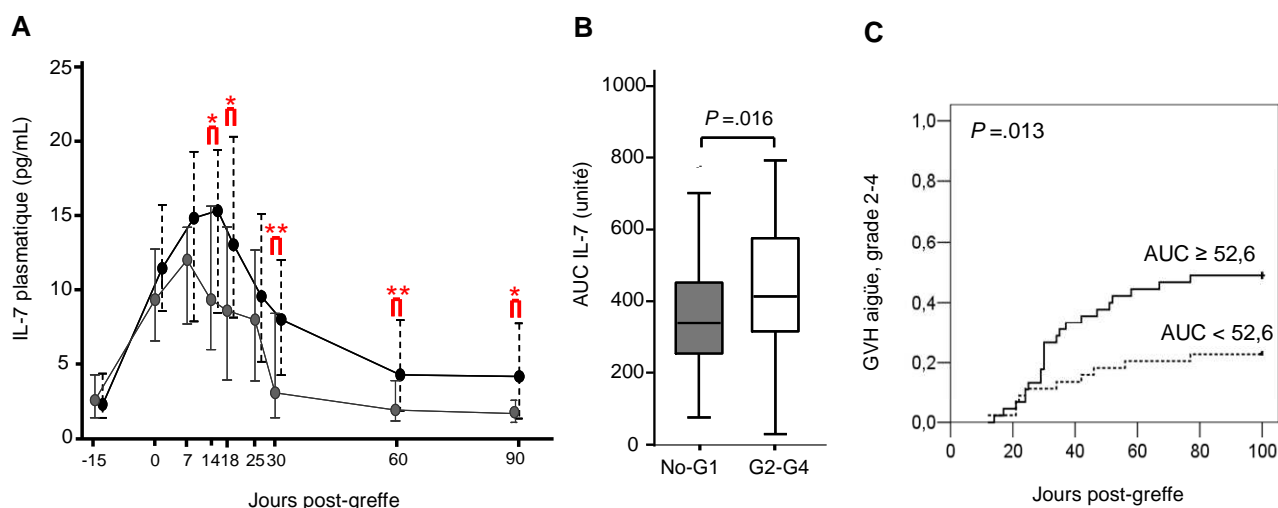 A
IL-7 plasmatique (pg/mL)
25
20
15
10
5
0
* * ** ** *
-15 0 7 14 18 25 30 60 90
Jours post-greffe
B
AUC IL-7 (unité)
1000
800
600
400
200
0
P =.016
No-G1 G2-G4
C
GVH aigüe, grade 2-4
1,0
0,8
0,6
0,4
0,2
0,0
P =.013
AUC ≥ 52,6
AUC < 52,6
0 20 40 60 80 100
Jours post-greffe